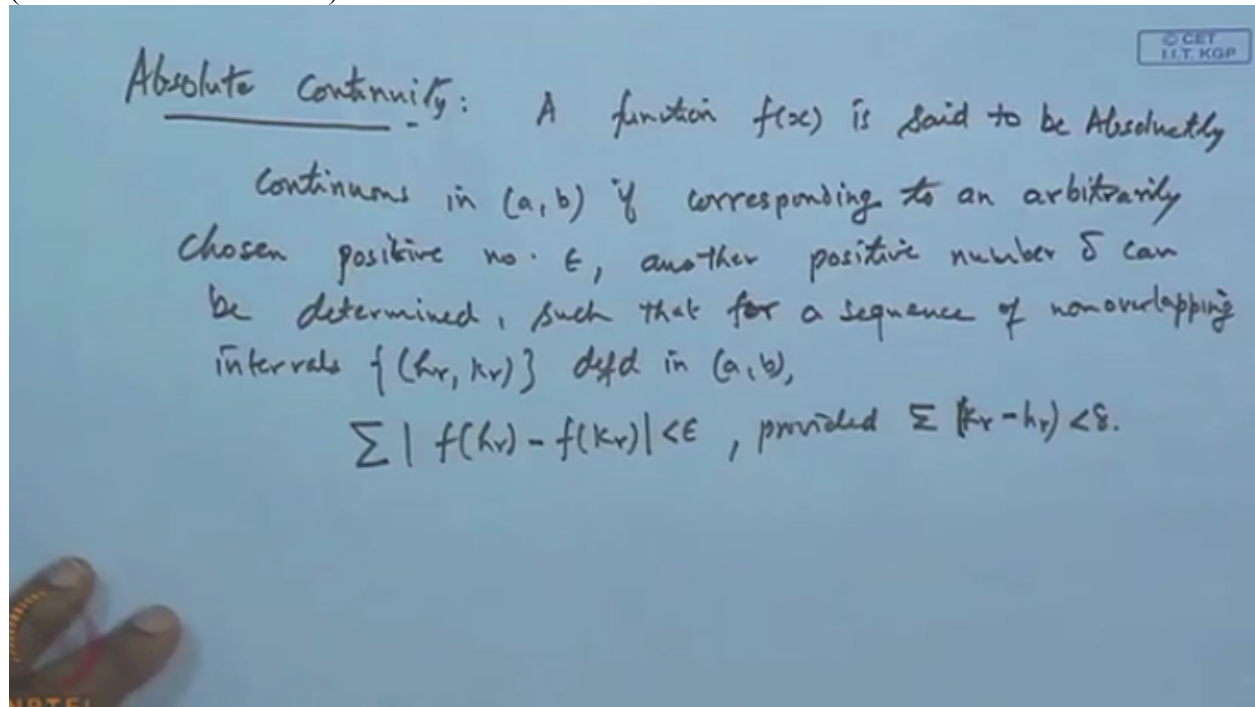 © CET
I.I.T. KGP
Absolute Continuity: A function f(x) is said to be Absoluetly
continuous in (a, b) if corresponding to an arbitrarily
chosen positive no. ε, another positive number δ can
be determined, such that for a sequence of nonoverlapping
intervals {(hr, kr)} defd in (a, b),
Σ | f(hr) - f(kr)| < ε, provided Σ (kr - hr) < δ.
NPTEL